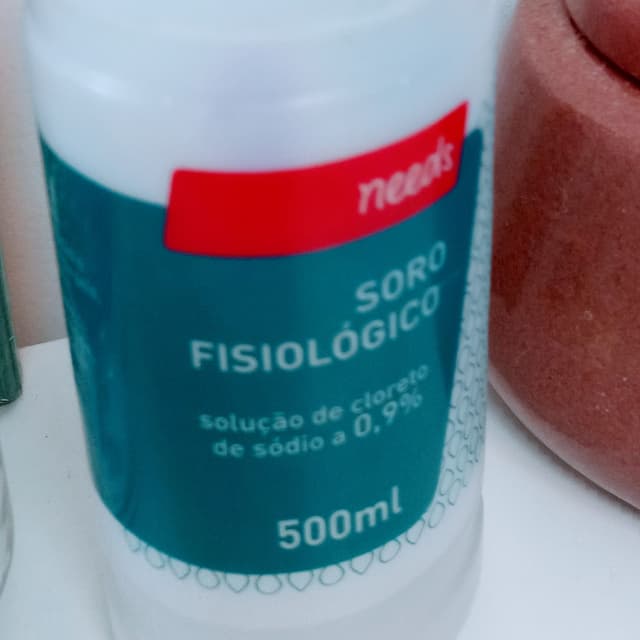 needs
SORO
FISIOLÓGICO
solução de cloreto
de sódio a 0,9%
500ml